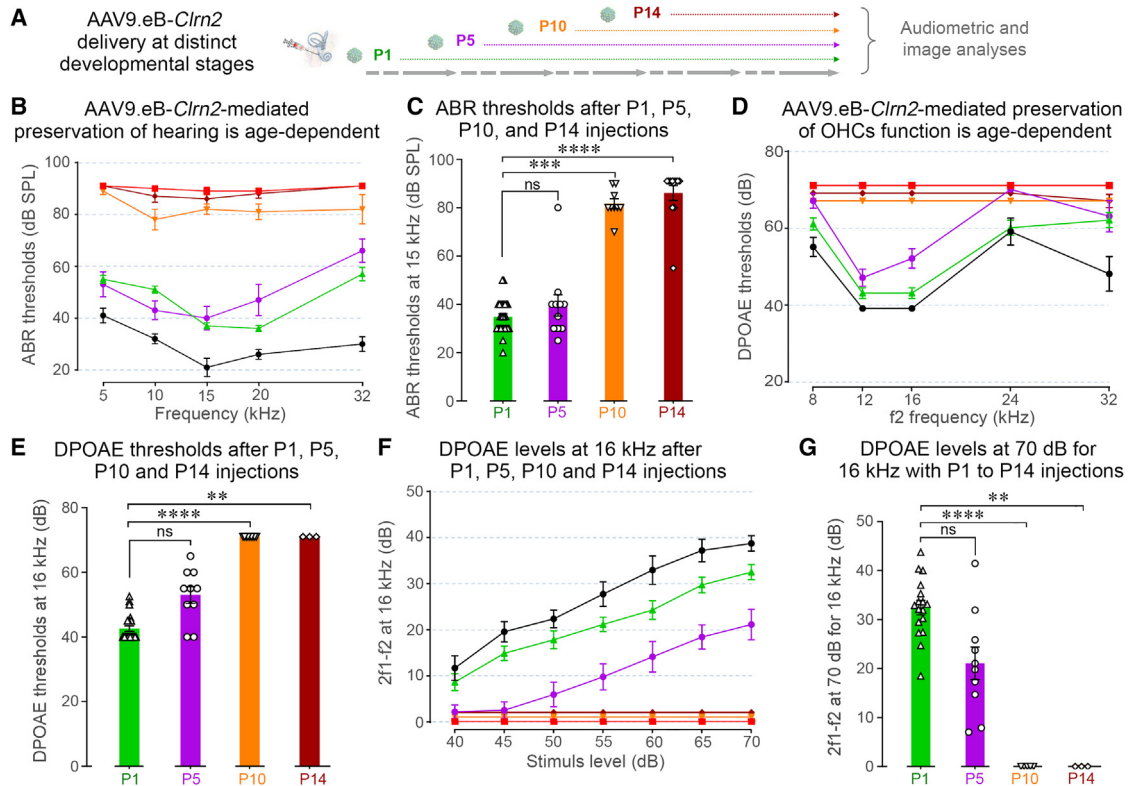 A
AAV9.eB-Clrn2
delivery at distinct
developmental stages
P1
P5
P10
P14
Audiometric and
image analyses
B
AAV9.eB-Clrn2-mediated
preservation of hearing is age-dependent
ABR thresholds (dB SPL)
100
80
60
40
20
5
10
15
20
32
Frequency (kHz)
C
ABR thresholds after P1, P5,
P10, and P14 injections
ABR thresholds at 15 kHz (dB SPL)
100
80
60
40
20
0
****
***
ns
P1
P5
P10
P14
D
AAV9.eB-Clrn2-mediated preservation
of OHCs function is age-dependent
DPOAE thresholds (dB)
80
60
40
20
8
12
16
24
32
f2 frequency (kHz)
E
DPOAE thresholds after P1, P5,
P10 and P14 injections
DPOAE thresholds at 16 kHz (dB)
80
60
40
20
0
**
****
ns
P1
P5
P10
P14
F
DPOAE levels at 16 kHz after
P1, P5, P10 and P14 injections
2f1-f2 at 16 kHz (dB)
50
40
30
20
10
0
40
45
50
55
60
65
70
Stimuls level (dB)
G
DPOAE levels at 70 dB for
16 kHz with P1 to P14 injections
2f1-f2 at 70 dB for 16 kHz (dB)
50
40
30
20
10
0
**
****
ns
P1
P5
P10
P14